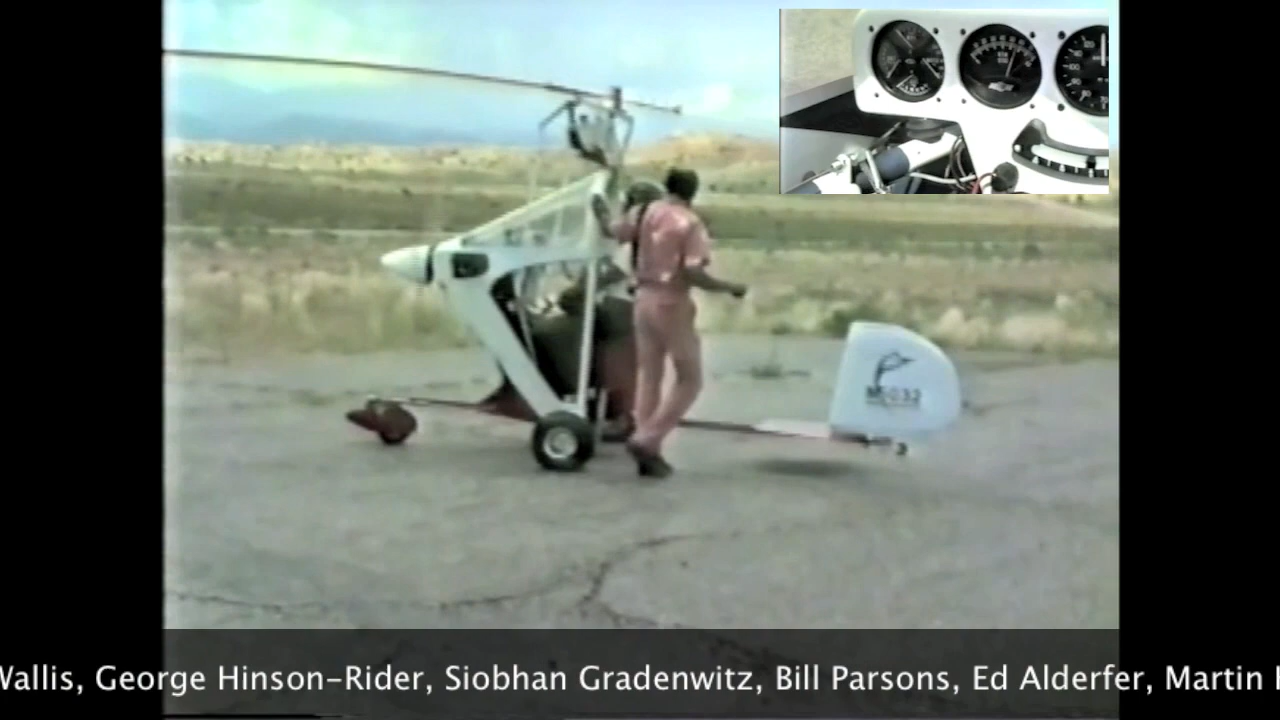 Wallis, George Hinson-Rider, Siobhan Gradenwitz, Bill Parsons, Ed Alderfer, Martin